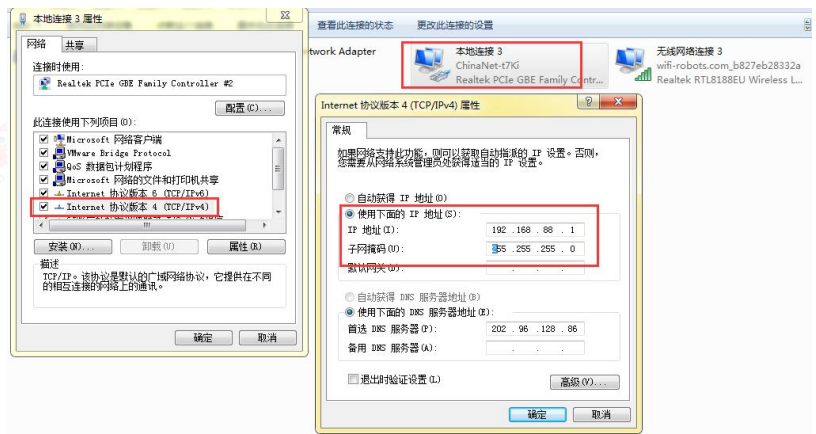 本地连接 3 属性
网络 共享
连接时使用:
Realtek PCIe GBE Family Controller #2
配置(C)...
此连接使用下列项目(O):
Microsoft 网络客户端
VMware Bridge Protocol
QoS 数据包计划程序
Microsoft 网络的文件和打印机共享
Internet 协议版本 6 (TCP/IPv6)
Internet 协议版本 4 (TCP/IPv4)
安装(N)... 卸载(U) 属性(R)
描述
TCP/IP。该协议是默认的广域网络协议，它提供在不同
的相互连接的网络上的通讯。
确定 取消
查看此连接的状态 更改此连接的设置
twork Adapter
本地连接 3
ChinaNet-t7Ki
Realtek PCIe GBE Family Contr...
无线网络连接 3
wifi-robots.com_b827eb28332a
Realtek RTL8188EU Wireless L...
Internet 协议版本 4 (TCP/IPv4) 属性
常规
如果网络支持此功能，则可以获取自动指派的 IP 设置。否则，
您需要从网络系统管理员处获得适当的 IP 设置。
自动获得 IP 地址(O)
使用下面的 IP 地址(S):
IP 地址(I): 192 .168 . 88 . 1
子网掩码(U): 255 .255 .255 . 0
默认网关(D):
自动获得 DNS 服务器地址(B)
使用下面的 DNS 服务器地址(E):
首选 DNS 服务器(P): 202 . 96 .128 . 86
备用 DNS 服务器(A):
退出时验证设置(L)
高级(V)...
确定 取消